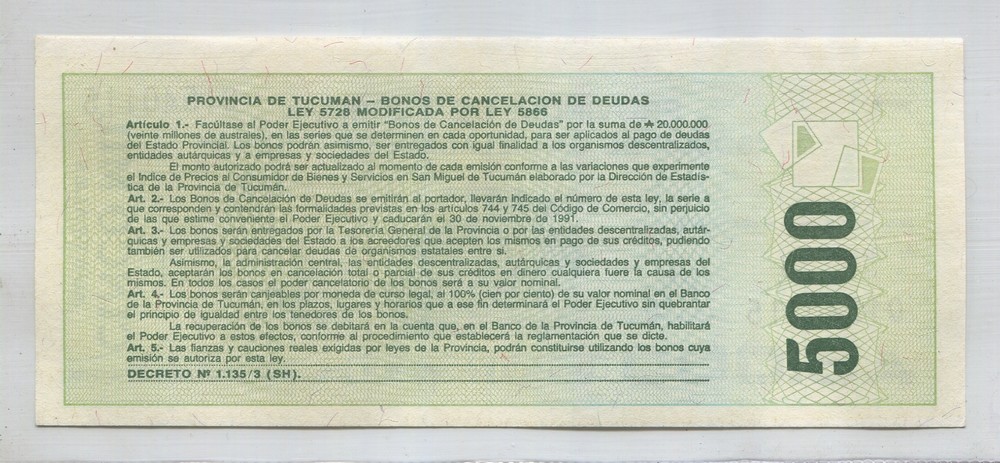 PROVINCIA DE TUCUMAN – BONOS DE CANCELACION DE DEUDAS
LEY 5728 MODIFICADA POR LEY 5866
Artículo 1.- Facúltase al Poder Ejecutivo a emitir "Bonos de Cancelación de Deudas" por la suma de ₳ 20.000.000
(veinte millones de australes), en las series que se determinen en cada oportunidad, para ser aplicados al pago de deudas
del Estado Provincial. Los bonos podrán asimismo, ser entregados con igual finalidad a los organismos descentralizados,
entidades autárquicas y a empresas y sociedades del Estado.
El monto autorizado podrá ser actualizado al momento de cada emisión conforme a las variaciones que experimente
el Indice de Precios al Consumidor de Bienes y Servicios en San Miguel de Tucumán elaborado por la Dirección de Estadís-
tica de la Provincia de Tucumán.
Art. 2.- Los Bonos de Cancelación de Deudas se emitirán al portador, llevarán indicado el número de esta ley, la serie a
que corresponden y contendrán las formalidades previstas en los artículos 744 y 745 del Código de Comercio, sin perjuicio
de las que estime conveniente el Poder Ejecutivo y caducarán el 30 de noviembre de 1991.
Art. 3.- Los bonos serán entregados por la Tesorería General de la Provincia o por las entidades descentralizadas, autár-
quicas y empresas y sociedades del Estado a los acreedores que acepten los mismos en pago de sus créditos, pudiendo
también ser utilizados para cancelar deudas de organismos estatales entre sí.
Asimismo, la administración central, las entidades descentralizadas, autárquicas y sociedades y empresas del
Estado, aceptarán los bonos en cancelación total o parcial de sus créditos en dinero cualquiera fuere la causa de los
mismos. En todos los casos el poder cancelatorio de los bonos será a su valor nominal.
Art. 4.- Los bonos serán canjeables por moneda de curso legal, al 100% (cien por ciento) de su valor nominal en el Banco
de la Provincia de Tucumán, en los plazos, lugares y horarios que a ese fin determinará el Poder Ejecutivo sin quebrantar
el principio de igualdad entre los tenedores de los bonos.
La recuperación de los bonos se debitará en la cuenta que, en el Banco de la Provincia de Tucumán, habilitará
el Poder Ejecutivo a estos efectos, conforme al procedimiento que establecerá la reglamentación que se dicte.
Art. 5.- Las fianzas y cauciones reales exigidas por leyes de la Provincia, podrán constituirse utilizando los bonos cuya
emisión se autoriza por esta ley.
DECRETO Nº 1.135/3 (SH).
5000